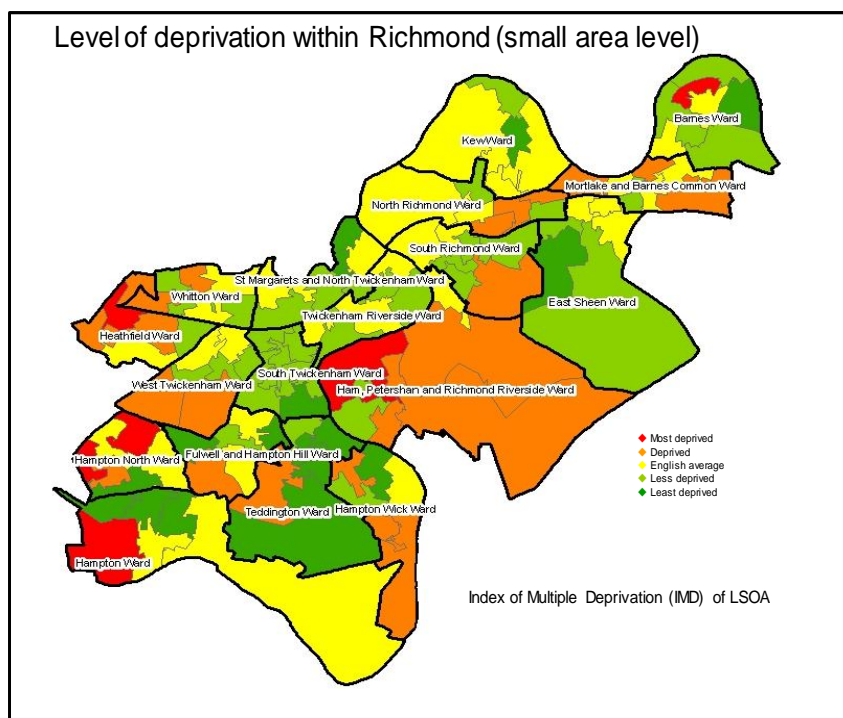 Level of deprivation within Richmond (small area level)
Barnes Ward
Kew Ward
Mortlake and Barnes Common Ward
North Richmond Ward
South Richmond Ward
St Margarets and North Twickenham Ward
Whitton Ward
East Sheen Ward
Twickenham Riverside Ward
Heathfield Ward
South Twickenham Ward
West Twickenham Ward
Ham, Petershan and Richmond Riverside Ward
Most deprived
Deprived
English average
Less deprived
Least deprived
Fulwell and Hampton Hill Ward
Hampton North Ward
Teddington Ward
Hampton Wick Ward
Hampton Ward
Index of Multiple Deprivation (IMD) of LSOA